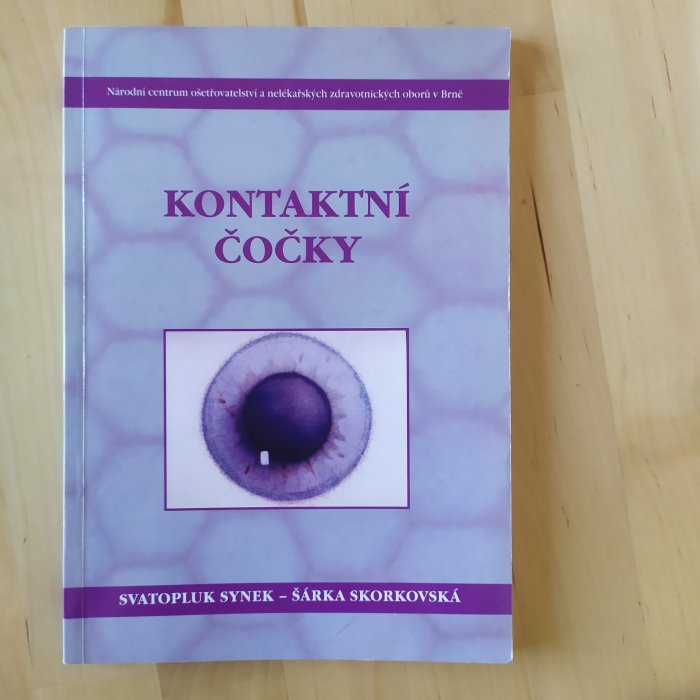 Národní centrum ošetřovatelství a nelékařských zdravotnických oborů v Brně
KONTAKTNÍ
ČOČKY
SVATOPLUK SYNEK – ŠÁRKA SKORKOVSKÁ